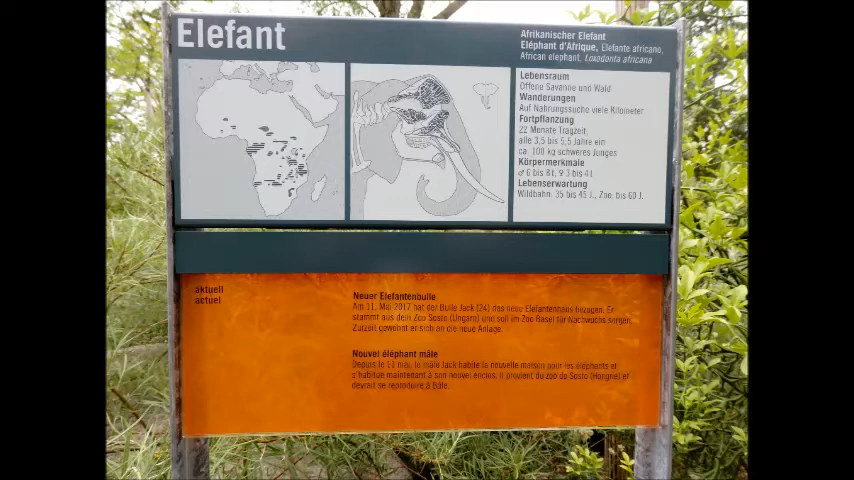 Elefant
Afrikanischer Elefant
Eléphant d'Afrique, Elefante africano,
African elephant, Loxodonta africana
Lebensraum
Offene Savanne und Wald
Wanderungen
Auf Nahrungssuche viele Kilometer
Fortpflanzung
22 Monate Tragzeit,
alle 3,5 bis 5,5 Jahre ein
ca. 100 kg schweres Junges
Körpermerkmale
♂ 6 bis 8 t, ♀ 3 bis 4 t
Lebenserwartung
Wildbahn: 35 bis 45 J., Zoo: bis 60 J.
aktuell
actuel
Neuer Elefantenbulle
Am 11. Mai 2017 hat der Bulle Jack (24) das neue Elefantenhaus bezogen. Er
stammt aus dem Zoo Sosto (Ungarn) und soll im Zoo Basel für Nachwuchs sorgen.
Zurzeit gewöhnt er sich an die neue Anlage.
Nouvel éléphant mâle
Depuis le 11 mai, le mâle Jack habite la nouvelle maison pour les éléphants et
s'habitue maintenant à son nouvel enclos. Il provient du zoo de Sosto (Hongrie) et
devrait se reproduire à Bâle.